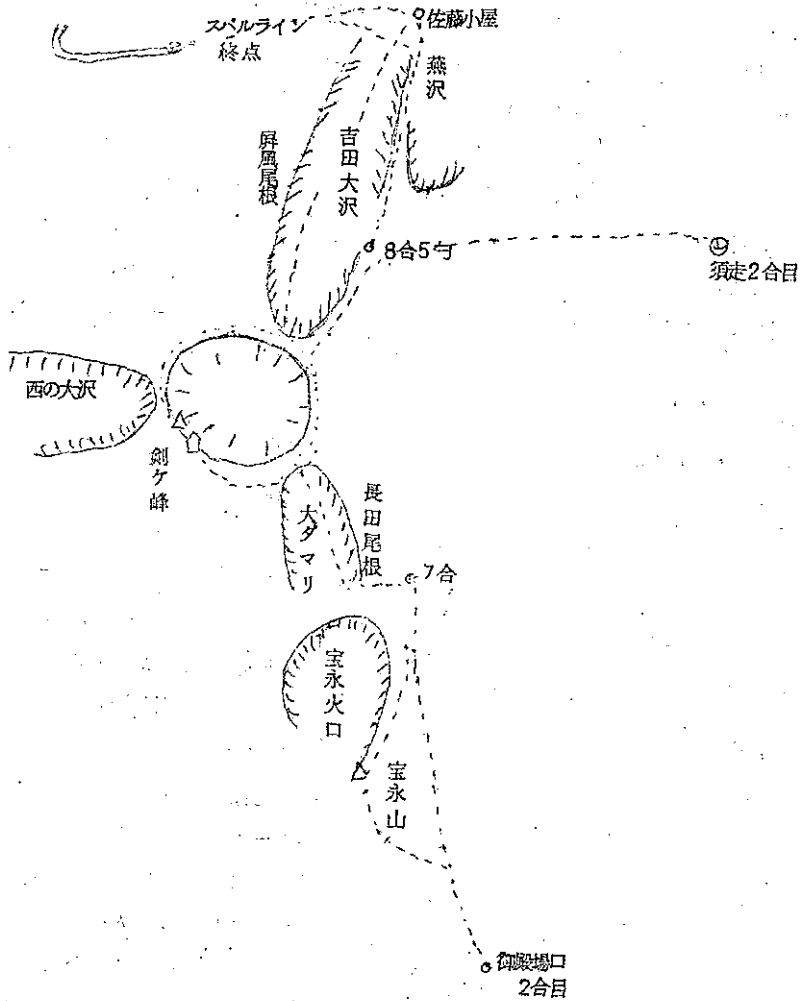 スバルライン
終点
佐藤小屋
燕沢
屏風尾根
吉田大沢
8合5勺
須走2合目
西の大沢
剣ケ峰
大ダマリ
長田尾根
7合
宝永火口
宝永山
御殿場口
2合目